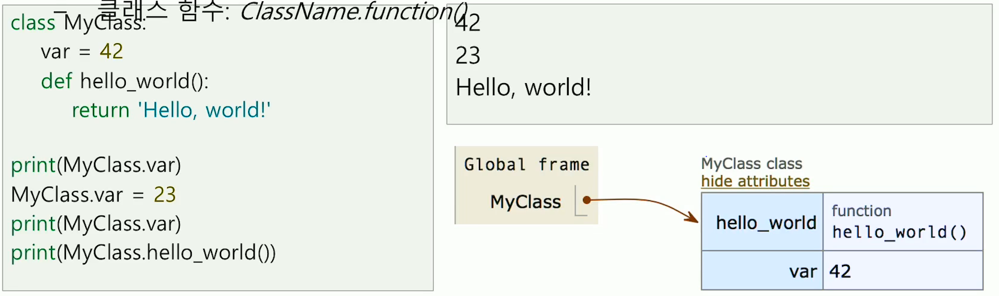 – 클래스 함수: ClassName.function()
class MyClass:
var = 42
def hello_world():
return 'Hello, world!'
print(MyClass.var)
MyClass.var = 23
print(MyClass.var)
print(MyClass.hello_world())
42
23
Hello, world!
Global frame
MyClass
MyClass class
hide attributes
hello_world
function
hello_world()
var 42